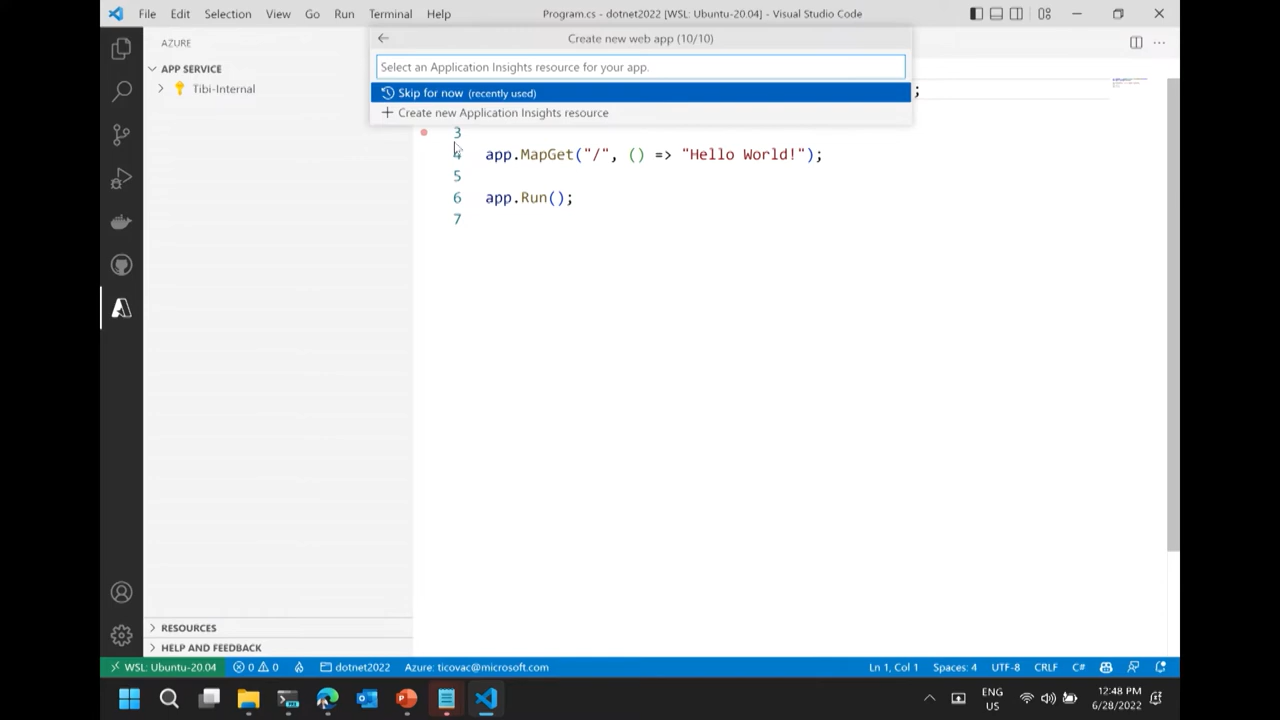 File Edit Selection View Go Run Terminal Help
Program.cs - dotnet2022 [WSL: Ubuntu-20.04] - Visual Studio Code
AZURE
APP SERVICE
Tibi-Internal
Create new web app (10/10)
Select an Application Insights resource for your app.
Skip for now (recently used)
Create new Application Insights resource
;
3
4 app.MapGet("/", () => "Hello World!");
5
6 app.Run();
7
RESOURCES
HELP AND FEEDBACK
WSL: Ubuntu-20.04 0 0 dotnet2022 Azure: ticovac@microsoft.com Ln 1, Col 1 Spaces: 4 UTF-8 CRLF C#
ENG
US
12:48 PM
6/28/2022